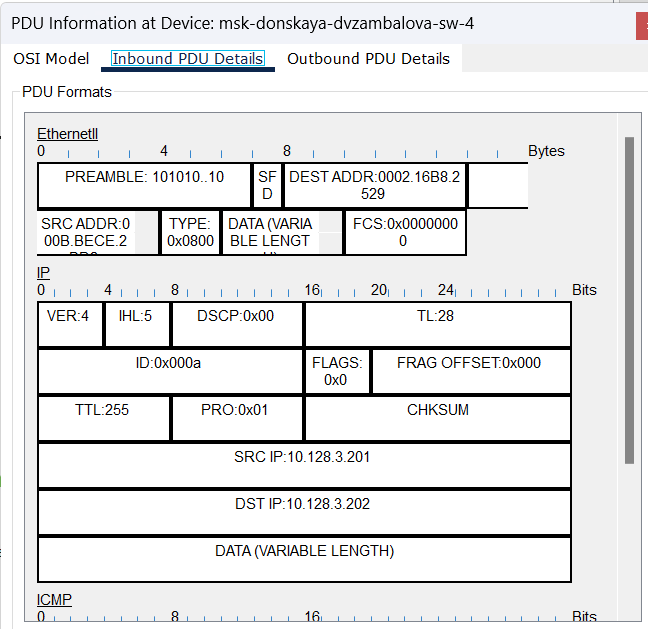 PDU Information at Device: msk-donskaya-dvzambalova-sw-4
OSI Model Inbound PDU Details Outbound PDU Details
PDU Formats
EthernetII
0 4 8 Bytes
PREAMBLE: 101010..10
SF
D
DEST ADDR:0002.16B8.2
529
SRC ADDR:0
00B.BECE.2
TYPE:
0x0800
DATA (VARIA
BLE LENGT
H)
FCS:0x0000000
0
IP
0 4 8 16 20 24 Bits
VER:4 IHL:5 DSCP:0x00 TL:28
ID:0x000a
FLAGS:
0x0
FRAG OFFSET:0x000
TTL:255 PRO:0x01 CHKSUM
SRC IP:10.128.3.201
DST IP:10.128.3.202
DATA (VARIABLE LENGTH)
ICMP
0 8 16 Bits